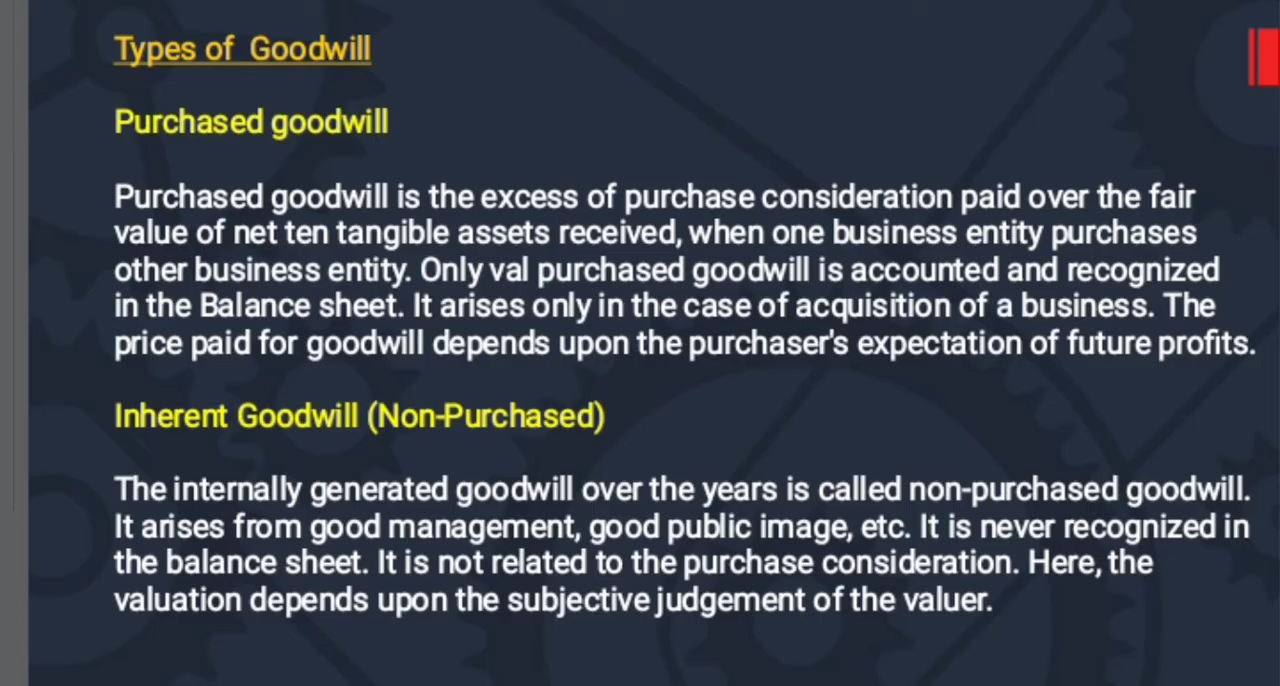 Types of Goodwill
Purchased goodwill
Purchased goodwill is the excess of purchase consideration paid over the fair
value of net ten tangible assets received, when one business entity purchases
other business entity. Only val purchased goodwill is accounted and recognized
in the Balance sheet. It arises only in the case of acquisition of a business. The
price paid for goodwill depends upon the purchaser's expectation of future profits.
Inherent Goodwill (Non-Purchased)
The internally generated goodwill over the years is called non-purchased goodwill.
It arises from good management, good public image, etc. It is never recognized in
the balance sheet. It is not related to the purchase consideration. Here, the
valuation depends upon the subjective judgement of the valuer.